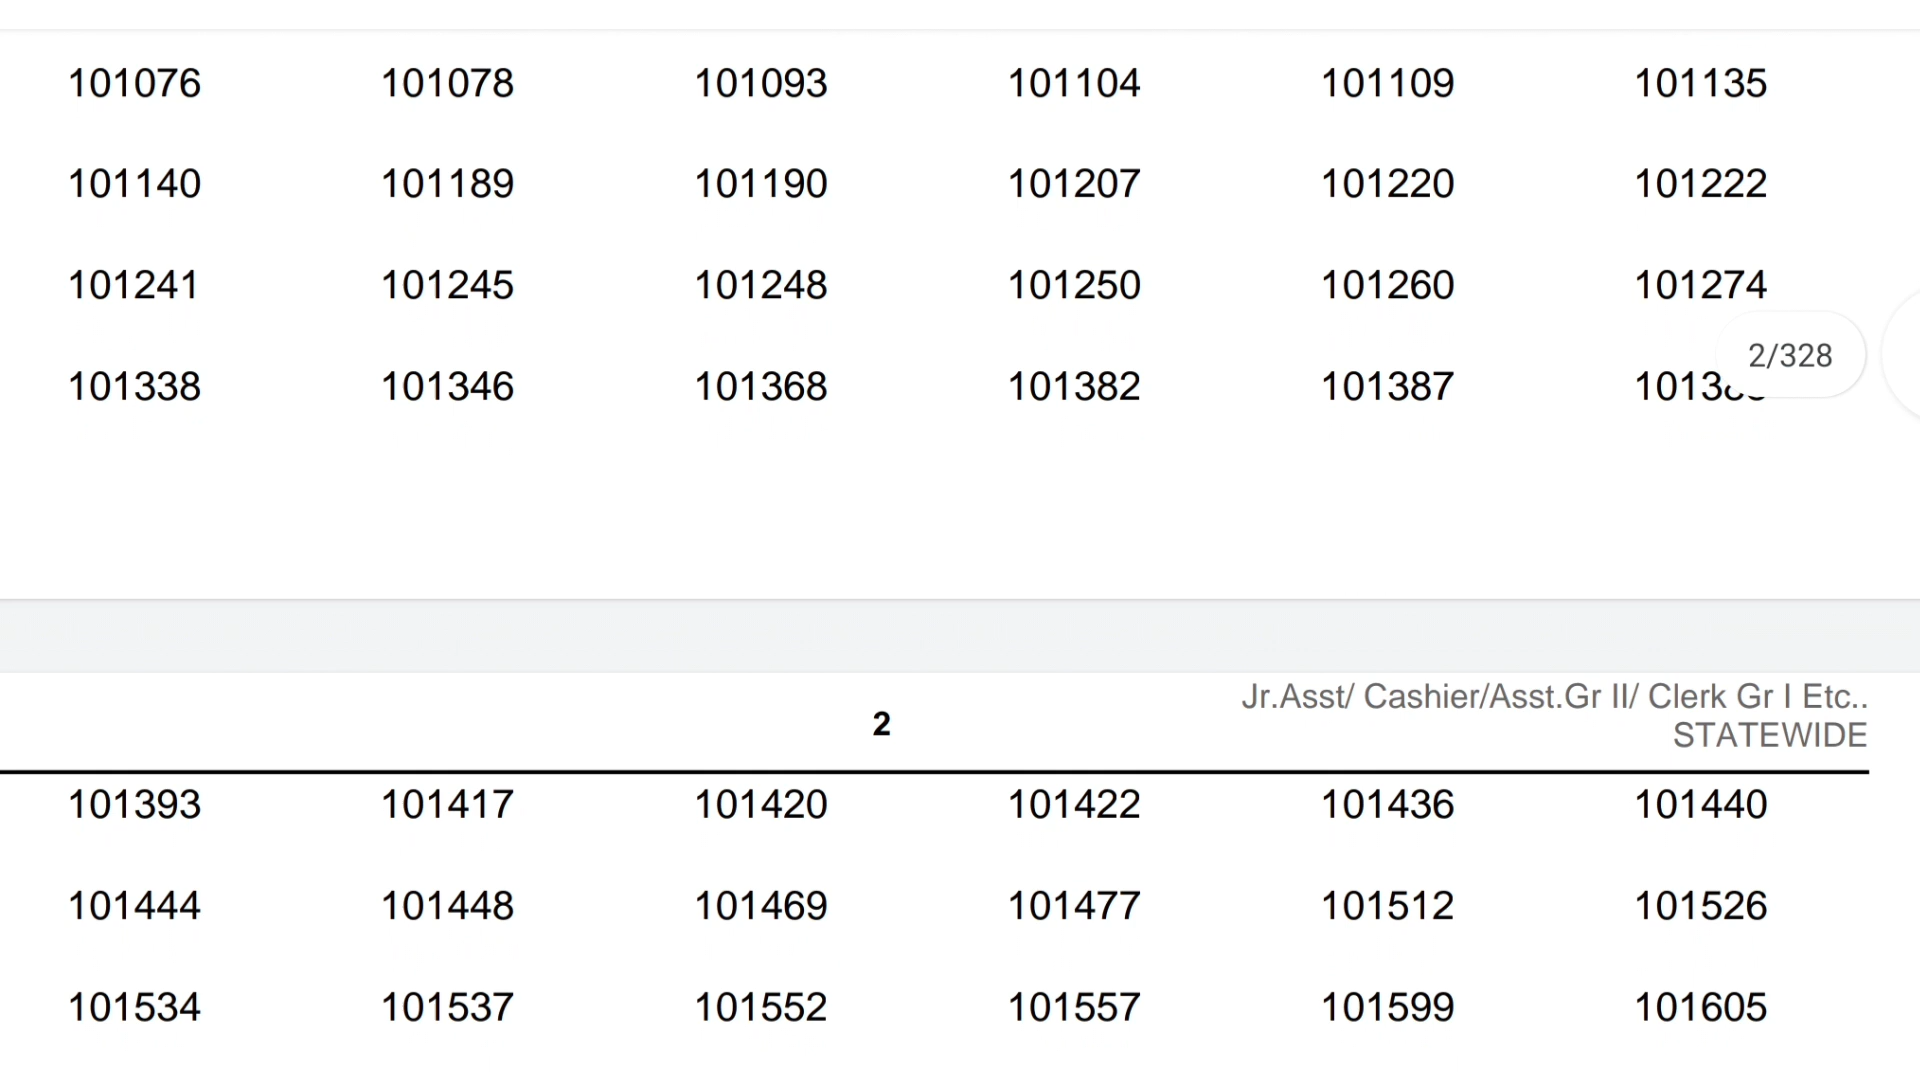 101076 101078 101093 101104 101109 101135
101140 101189 101190 101207 101220 101222
101241 101245 101248 101250 101260 101274
2/328
101338 101346 101368 101382 101387
Jr.Asst/ Cashier/Asst.Gr II/ Clerk Gr I Etc..
2
STATEWIDE
101393 101417 101420 101422 101436 101440
101444 101448 101469 101477 101512 101526
101534 101537 101552 101557 101599 101605